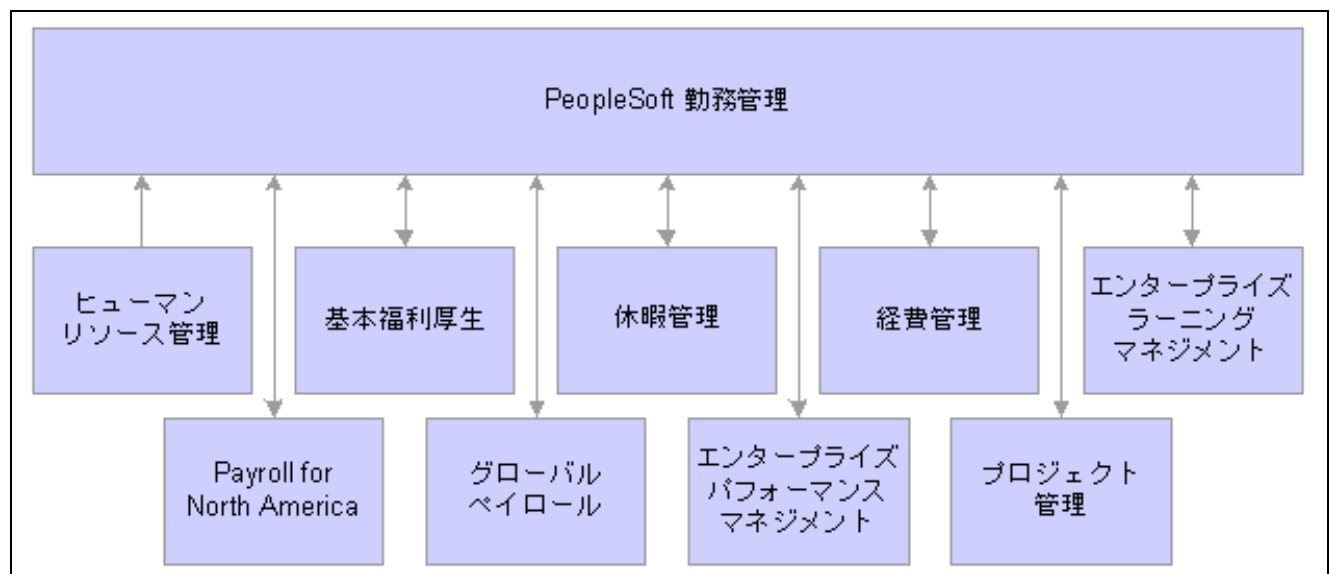 PeopleSoft 勤務管理
ヒューマン
リソース管理
基本福利厚生
休暇管理
経費管理
エンタープライズ
ラーニング
マネジメント
Payroll for
North America
グローバル
ペイロール
エンタープライズ
パフォーマンス
マネジメント
プロジェクト
管理